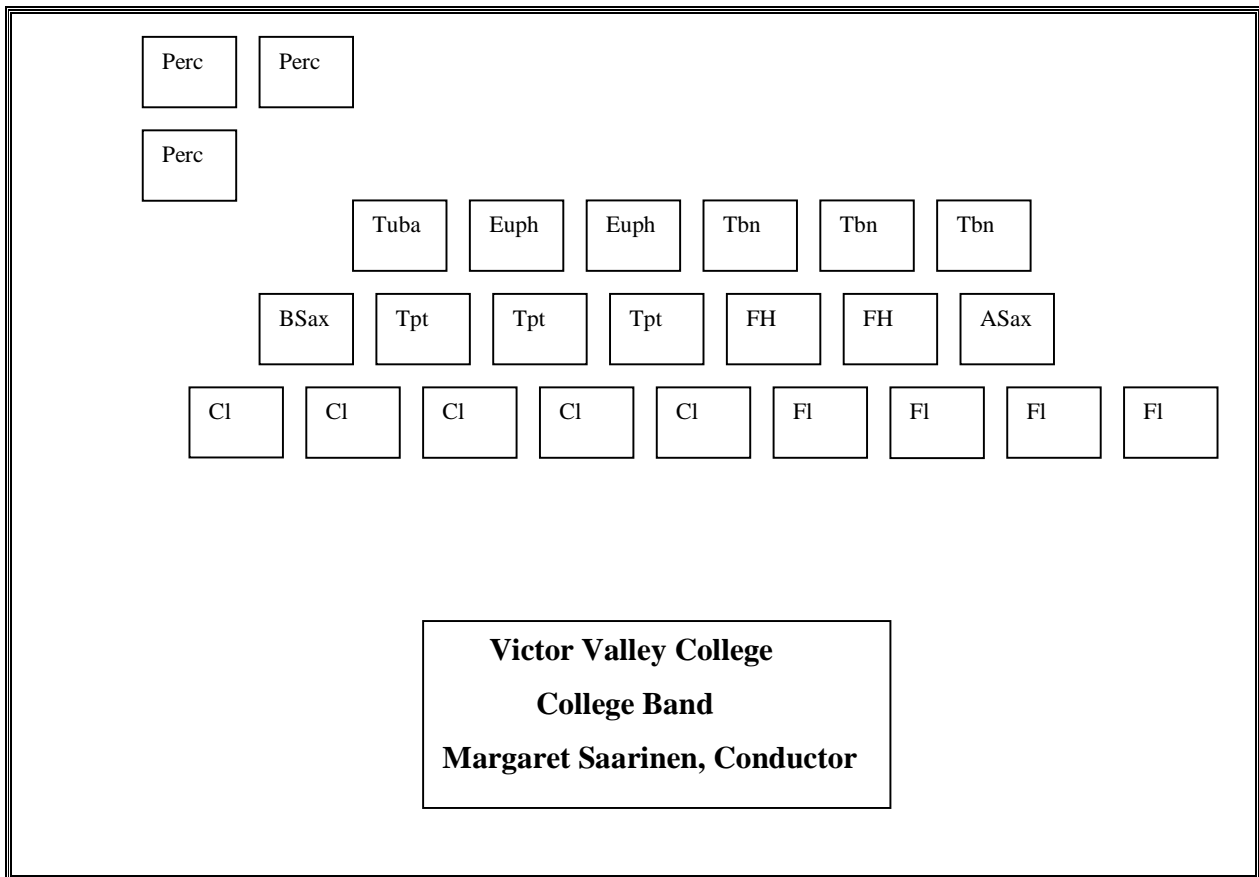 Perc Perc
Perc
Tuba Euph Euph Tbn Tbn Tbn
BSax Tpt Tpt Tpt FH FH ASax
Cl Cl Cl Cl Cl Fl Fl Fl Fl
Victor Valley College
College Band
Margaret Saarinen, Conductor